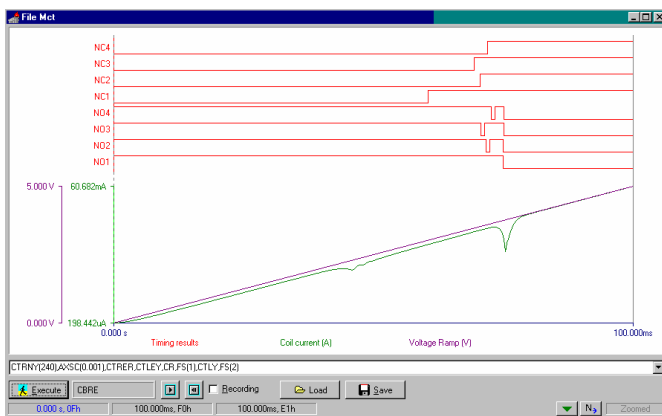 File Mct
NC4
NC3
NC2
NC1
NO4
NO3
NO2
NO1
5.000 V 60.682mA
0.000 V 198.442uA
0.000 s 100.000ms
Timing results Coil current (A) Voltage Ramp (V)
CTRNY(240),AXSC(0.001),CTRER,CTLEY,CR,FS(1),CTLY,FS(2)
Execute CBRE Recording Load Save
0.000 s, 0Fh 100.000ms, F0h 100.000ms, E1h N Zoomed